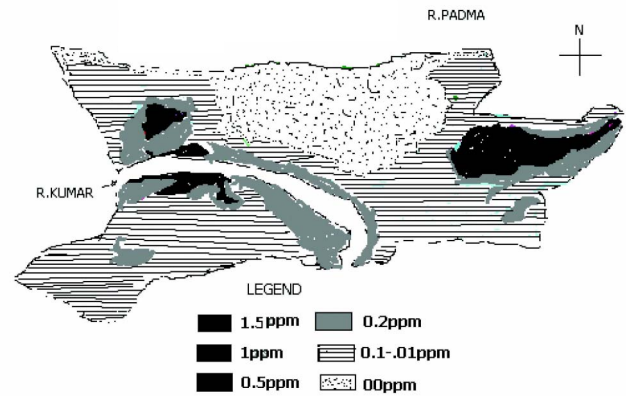 R.PADMA
N
R.KUMAR
LEGEND
1.5ppm
0.2ppm
1ppm
0.1-.01ppm
0.5ppm
00ppm